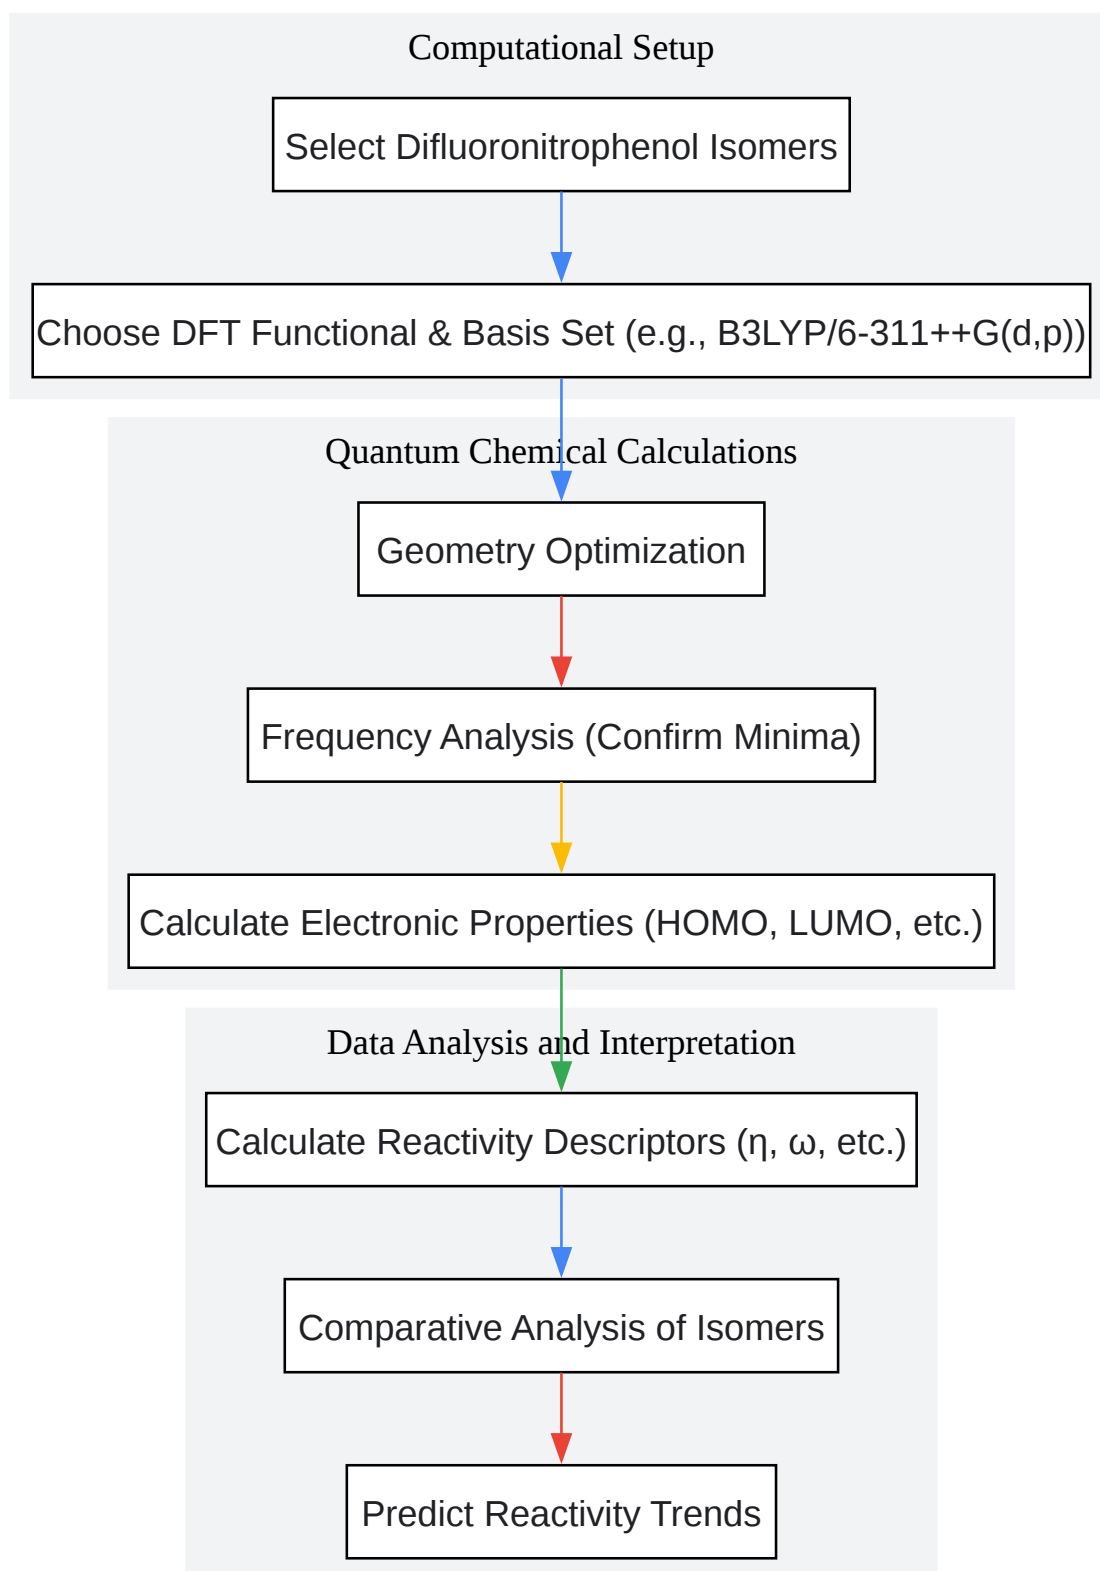 Computational Setup
Select Difluoronitrophenol Isomers
Choose DFT Functional & Basis Set (e.g., B3LYP/6-311++G(d,p))
Quantum Chemical Calculations
Geometry Optimization
Frequency Analysis (Confirm Minima)
Calculate Electronic Properties (HOMO, LUMO, etc.)
Data Analysis and Interpretation
Calculate Reactivity Descriptors (η, ω, etc.)
Comparative Analysis of Isomers
Predict Reactivity Trends